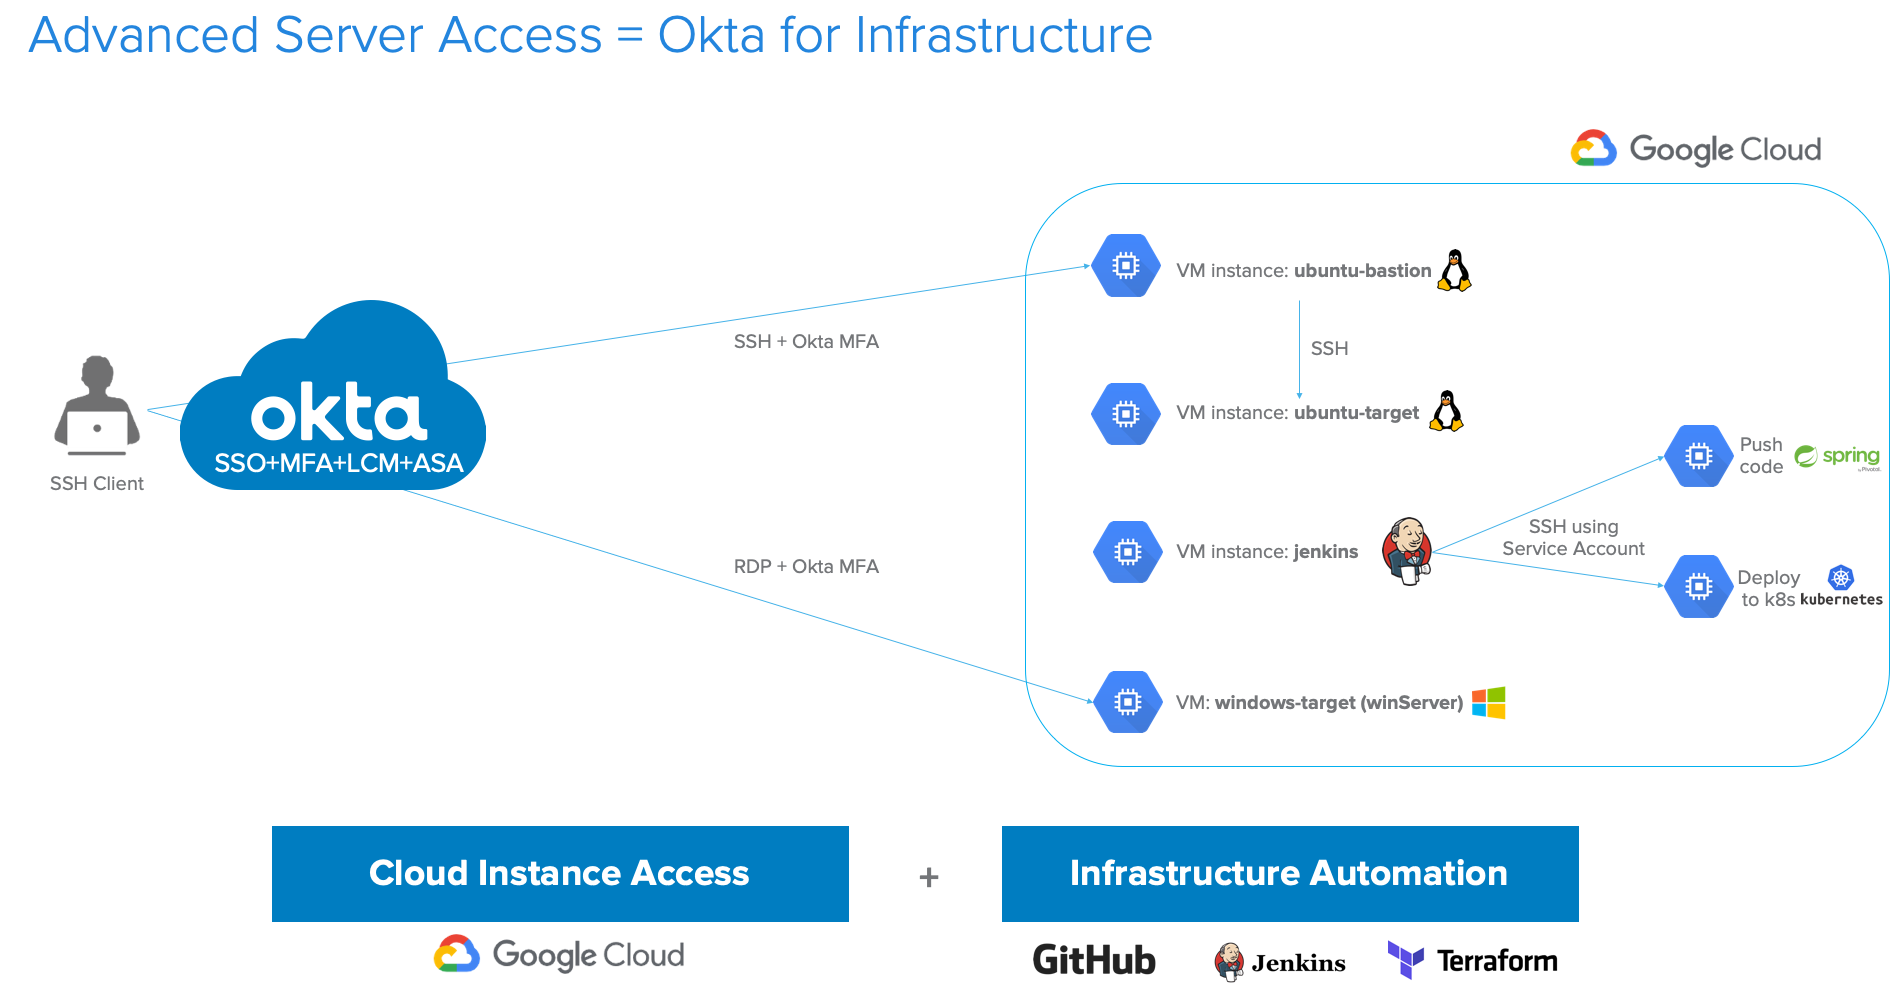 Advanced Server Access = Okta for Infrastructure
Google Cloud
VM instance: ubuntu-bastion
SSH + Okta MFA
SSH
okta
SSO+MFA+LCM+ASA
SSH Client
VM instance: ubuntu-target
Push
code
spring
by Pivotal.
SSH using
Service Account
VM instance: jenkins
RDP + Okta MFA
Deploy
to k8s
kubernetes
VM: windows-target (winServer)
Cloud Instance Access
+
Infrastructure Automation
Google Cloud
GitHub
Jenkins
Terraform